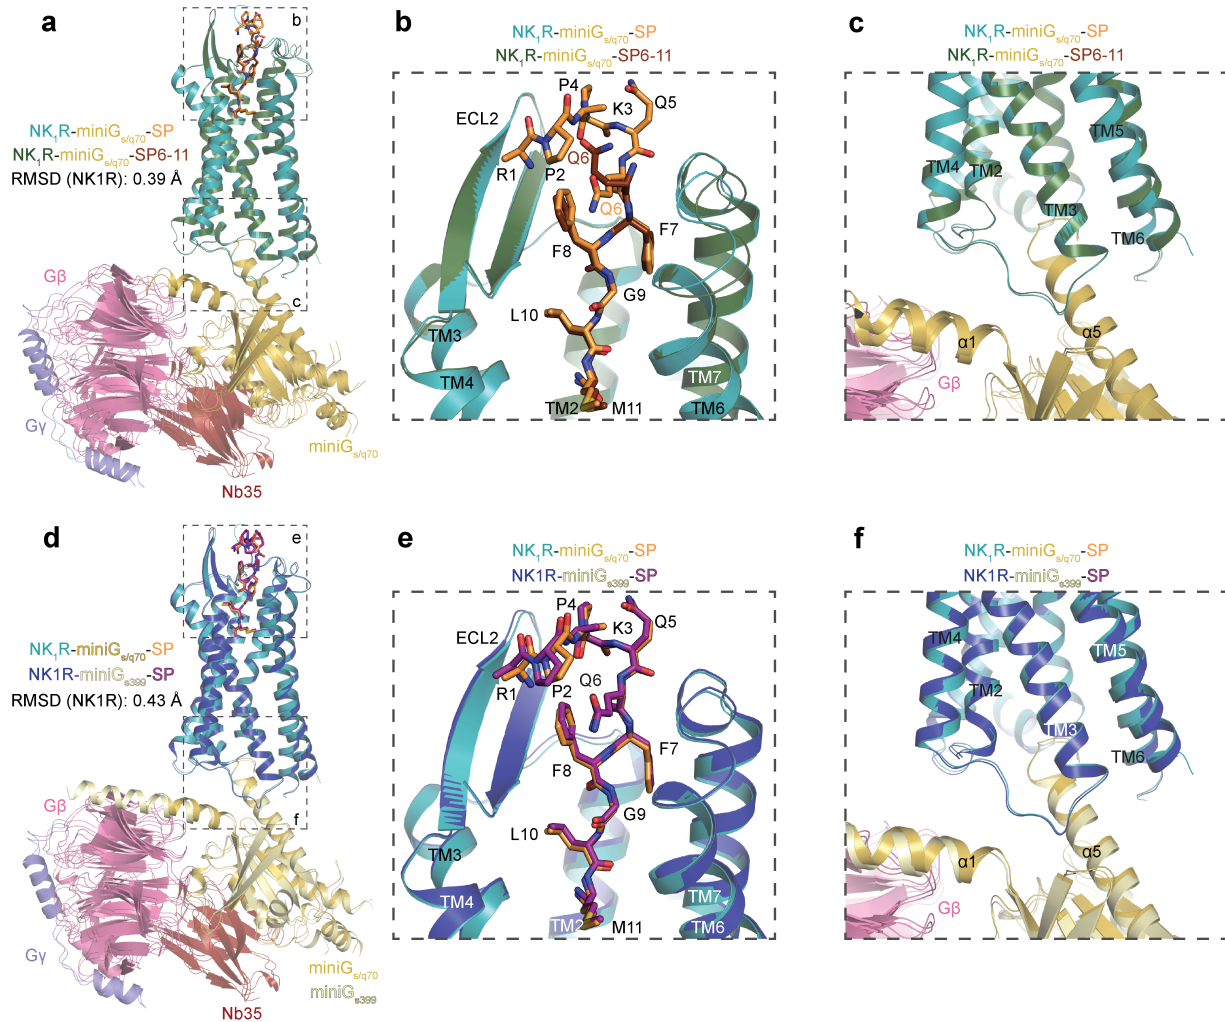 a
b
NK₁R-miniGs/q70-SP
NK₁R-miniGs/q70-SP6-11
RMSD (NK1R): 0.39 Å
Gβ
c
Gγ
miniGs/q70
Nb35
b
NK₁R-miniGs/q70-SP
NK₁R-miniGs/q70-SP6-11
P4
K3
Q5
ECL2
Q6
R1
P2
Q6
F8
F7
G9
L10
TM3
TM4
TM7
TM2
M11
TM6
c
NK₁R-miniGs/q70-SP
NK₁R-miniGs/q70-SP6-11
TM5
TM4
TM2
TM3
TM6
α1
α5
Gβ
d
e
NK₁R-miniGs/q70-SP
NK1R-miniGs399-SP
RMSD (NK1R): 0.43 Å
Gβ
f
Gγ
miniGs/q70
miniGs399
Nb35
e
NK₁R-miniGs/q70-SP
NK1R-miniGs399-SP
P4
K3
Q5
ECL2
R1
P2
Q6
F7
F8
G9
L10
TM3
TM4
TM7
TM2
M11
TM6
f
NK₁R-miniGs/q70-SP
NK1R-miniGs399-SP
TM4
TM5
TM2
TM3
TM6
α1
α5
Gβ